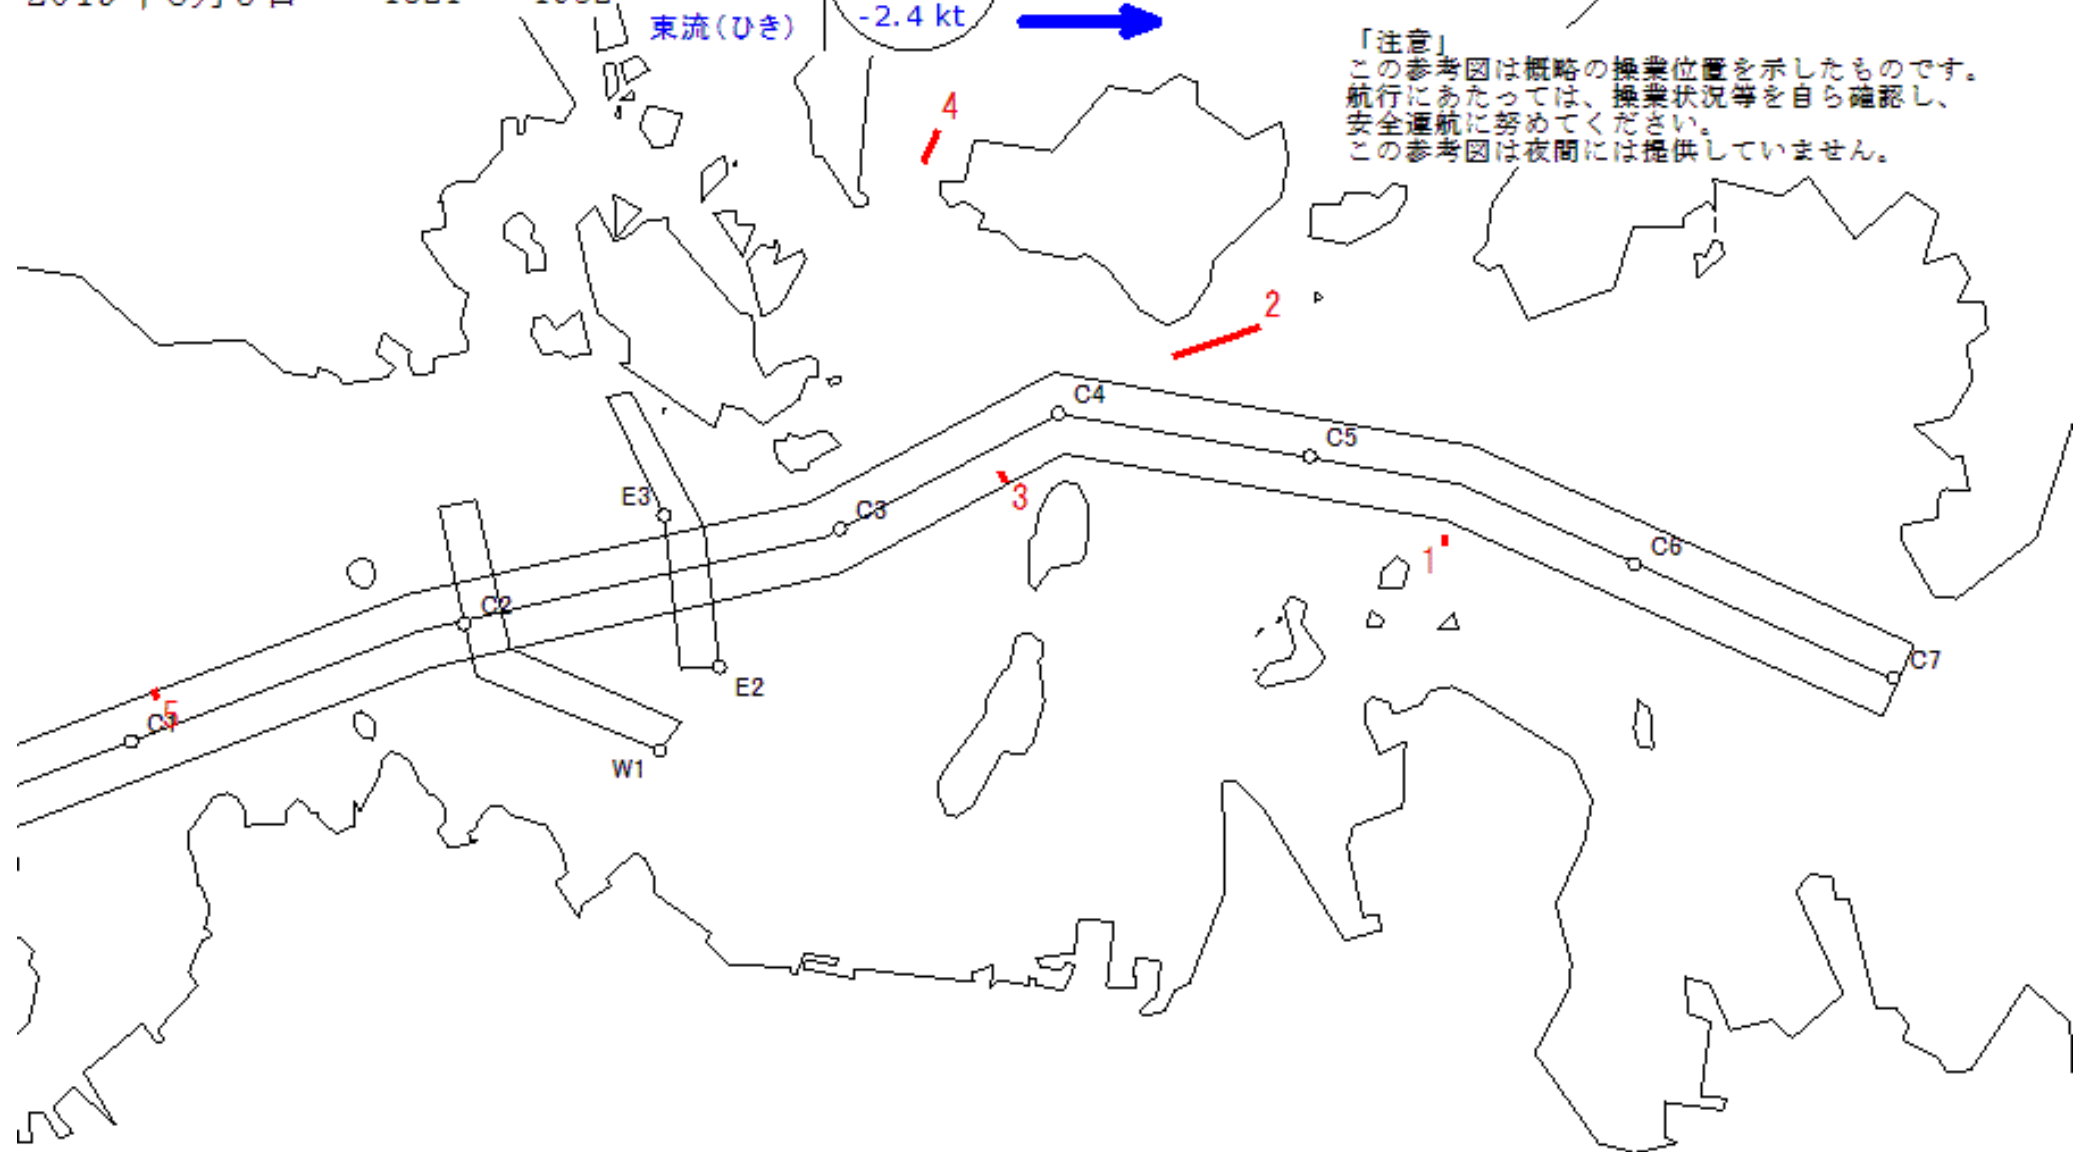 東流(ひき)
-2.4 kt
「注意」
この参考図は概略の操業位置を示したものです。
航行にあたっては、操業状況等を自ら確認し、
安全運航に努めてください。
この参考図は夜間には提供していません。
4
2
C4
C5
3
E3
C3
1
C6
C2
C7
E2
5
C1
W1